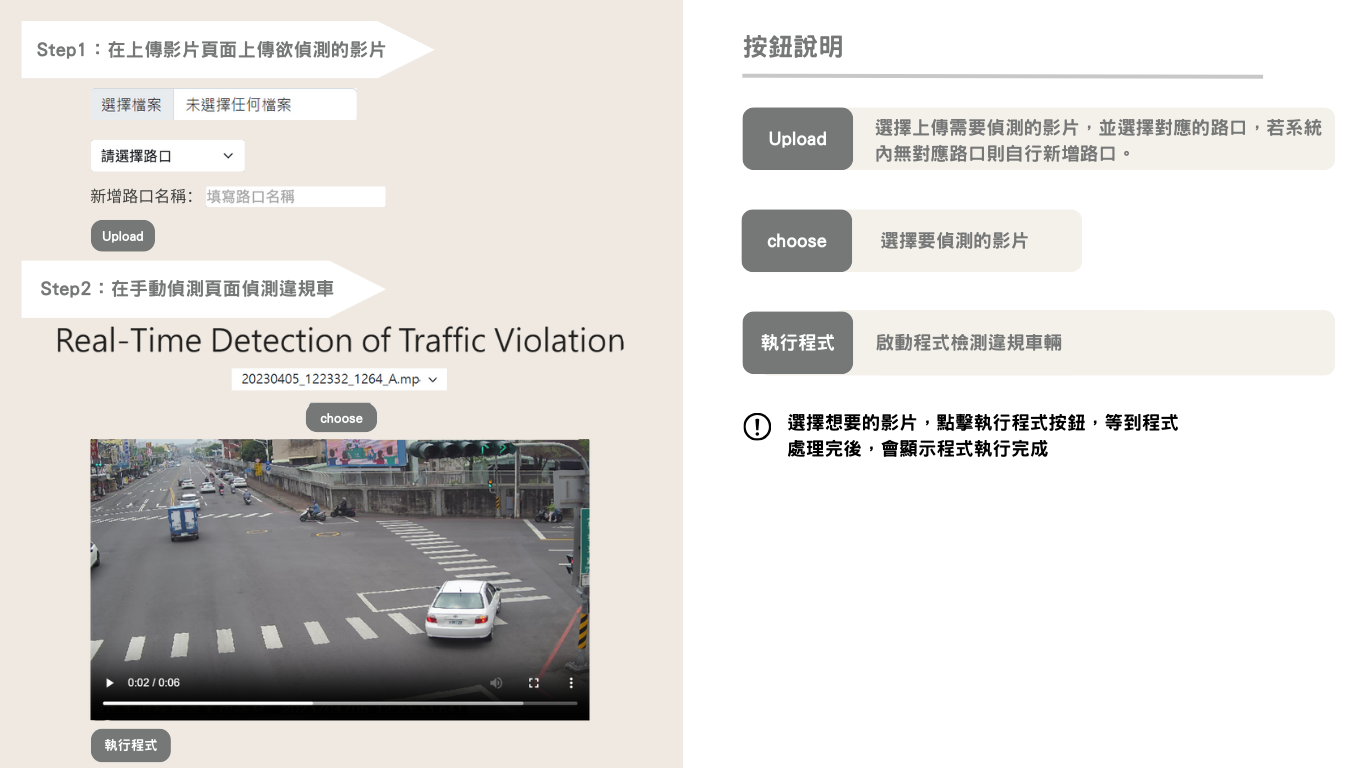 Step1：在上傳影片頁面上傳欲偵測的影片
選擇檔案 未選擇任何檔案
請選擇路口
新增路口名稱： 填寫路口名稱
Upload
Step2：在手動偵測頁面偵測違規車
Real-Time Detection of Traffic Violation
20230405_122332_1264_A.mp
choose
0:02 / 0:06
執行程式
按鈕說明
Upload
選擇上傳需要偵測的影片，並選擇對應的路口，若系統
內無對應路口則自行新增路口。
choose
選擇要偵測的影片
執行程式
啟動程式檢測違規車輛
選擇想要的影片，點擊執行程式按鈕，等到程式
處理完後，會顯示程式執行完成